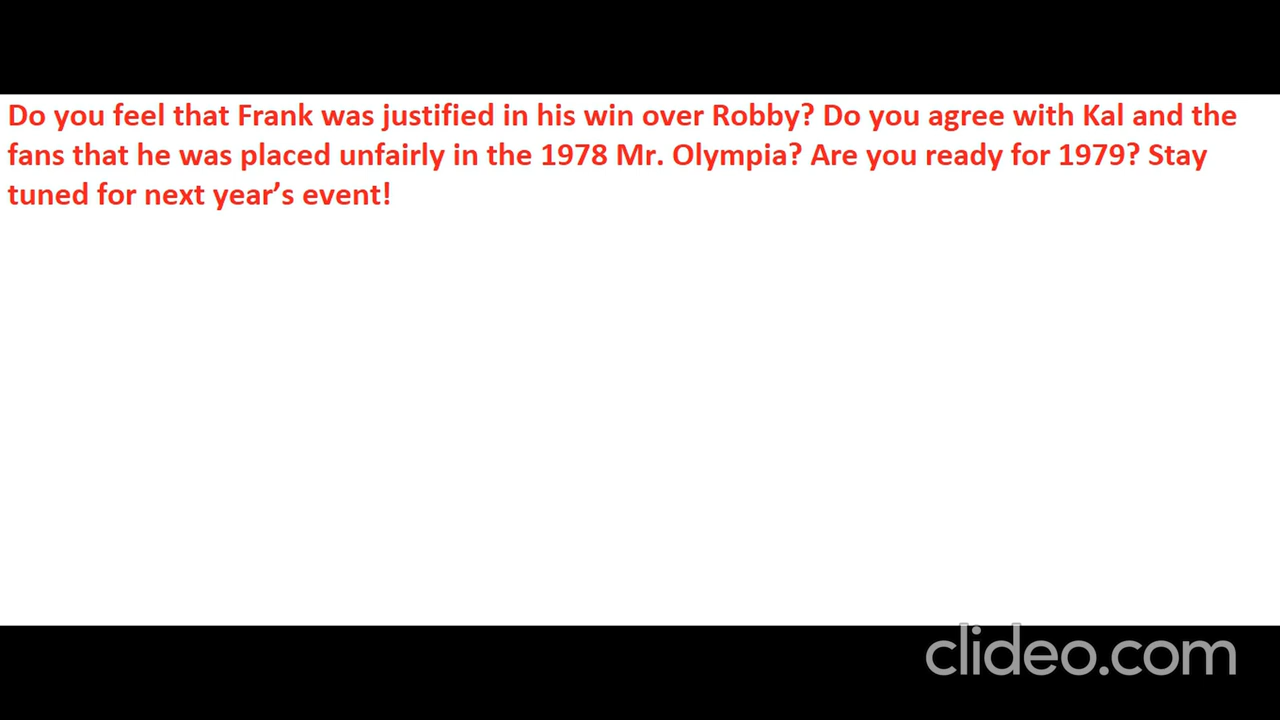 Do you feel that Frank was justified in his win over Robby? Do you agree with Kal and the
fans that he was placed unfairly in the 1978 Mr. Olympia? Are you ready for 1979? Stay
tuned for next year’s event!
clideo.com